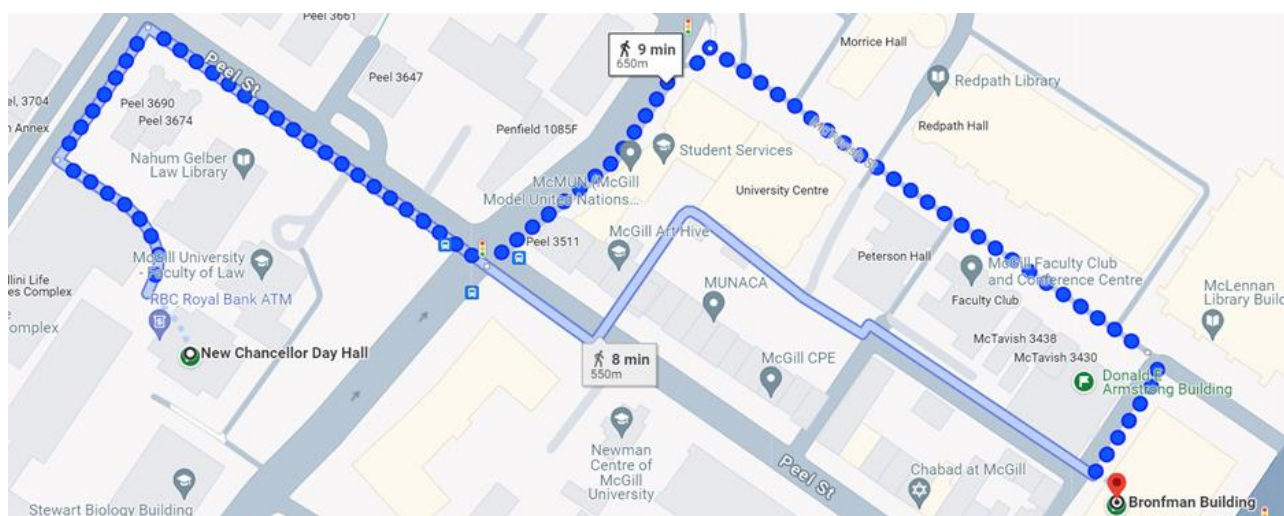 Peel 3661
Peel St
9 min
650m
Morrice Hall
Redpath Library
Peel 3647
el, 3704
n Annex
Peel 3690
Peel 3674
Penfield 1085F
Redpath Hall
Nahum Gelber
Law Library
Student Services
McMUN (McGill
Model United Nations...
University Centre
McTavish St
Peel 3511
McGill Art Hive
McGill University
- Faculty of Law
llini Life
es Complex
RBC Royal Bank ATM
Peterson Hall
McGill Faculty Club
and Conference Centre
MUNACA
Faculty Club
McLennan
Library Buil
omplex
New Chancellor Day Hall
8 min
550m
McGill CPE
McTavish 3438
McTavish 3430
Donald E
Armstrong Building
Newman
Centre of
McGill
University
Peel St
Chabad at McGill
Stewart Biology Building
Bronfman Building